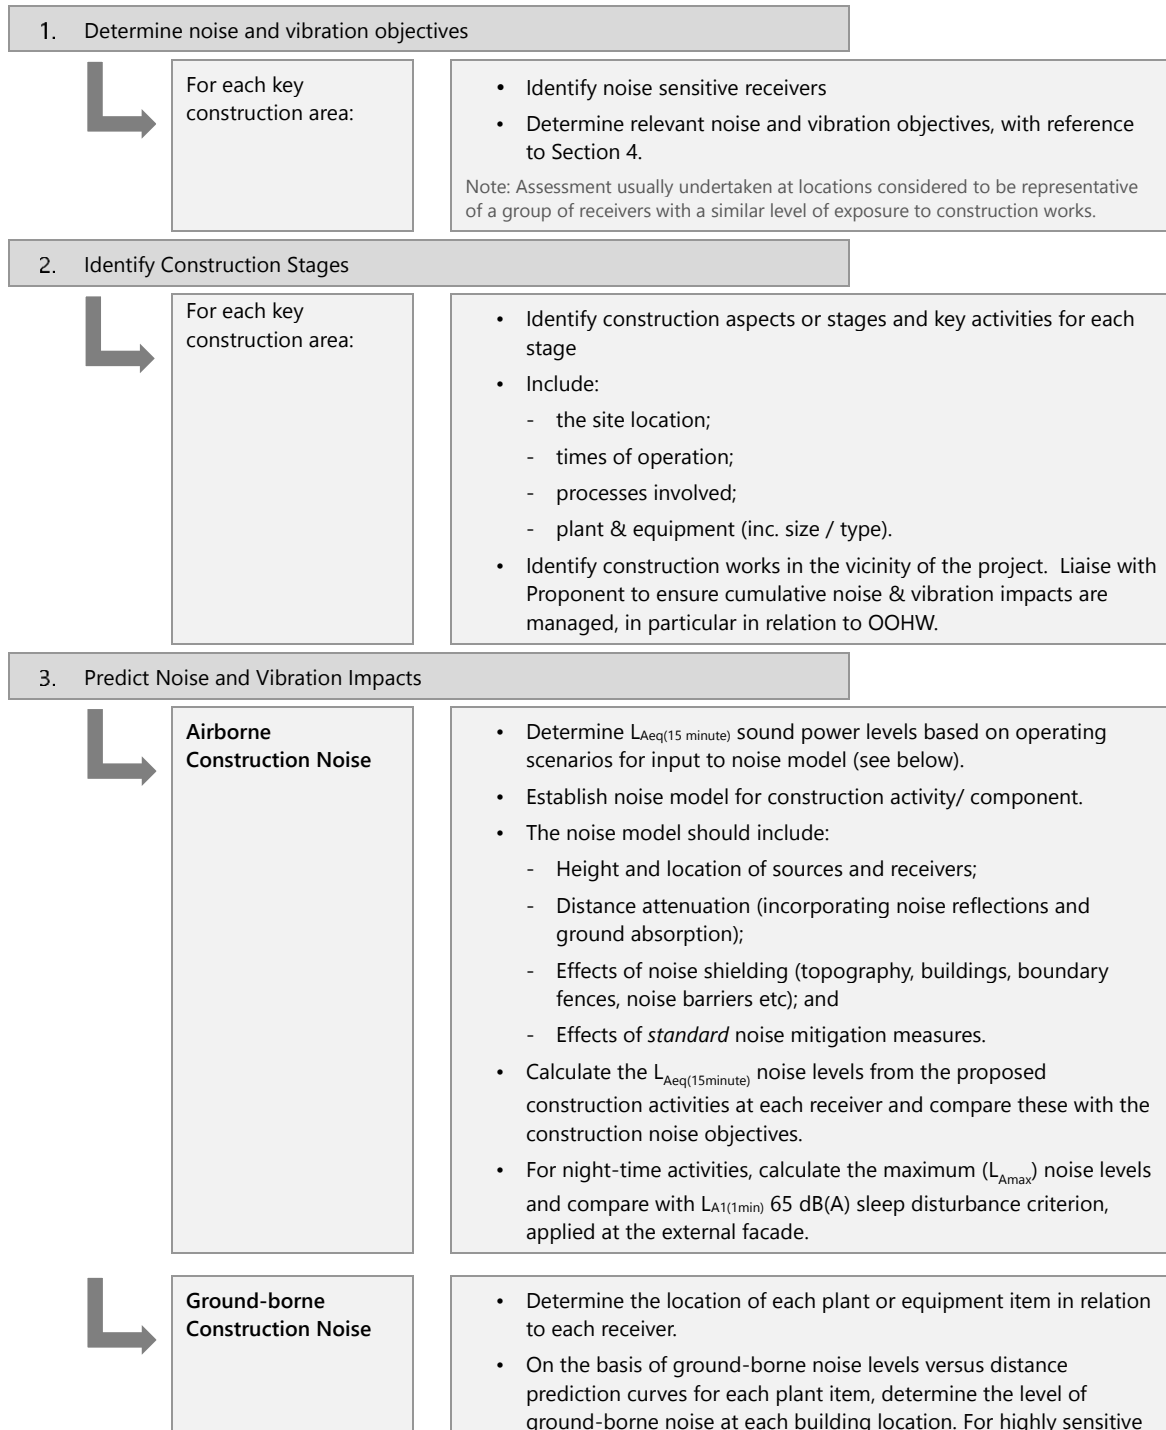 1. Determine noise and vibration objectives
For each key
construction area:
• Identify noise sensitive receivers
• Determine relevant noise and vibration objectives, with reference
to Section 4.
Note: Assessment usually undertaken at locations considered to be representative
of a group of receivers with a similar level of exposure to construction works.
2. Identify Construction Stages
For each key
construction area:
• Identify construction aspects or stages and key activities for each
stage
• Include:
- the site location;
- times of operation;
- processes involved;
- plant & equipment (inc. size / type).
• Identify construction works in the vicinity of the project. Liaise with
Proponent to ensure cumulative noise & vibration impacts are
managed, in particular in relation to OOHW.
3. Predict Noise and Vibration Impacts
Airborne
Construction Noise
• Determine LAeq(15 minute) sound power levels based on operating
scenarios for input to noise model (see below).
• Establish noise model for construction activity/ component.
• The noise model should include:
- Height and location of sources and receivers;
- Distance attenuation (incorporating noise reflections and
ground absorption);
- Effects of noise shielding (topography, buildings, boundary
fences, noise barriers etc); and
- Effects of standard noise mitigation measures.
• Calculate the LAeq(15minute) noise levels from the proposed
construction activities at each receiver and compare these with the
construction noise objectives.
• For night-time activities, calculate the maximum (LAmax) noise levels
and compare with LA1(1min) 65 dB(A) sleep disturbance criterion,
applied at the external facade.
Ground-borne
Construction Noise
• Determine the location of each plant or equipment item in relation
to each receiver.
• On the basis of ground-borne noise levels versus distance
prediction curves for each plant item, determine the level of
ground-borne noise at each building location. For highly sensitive